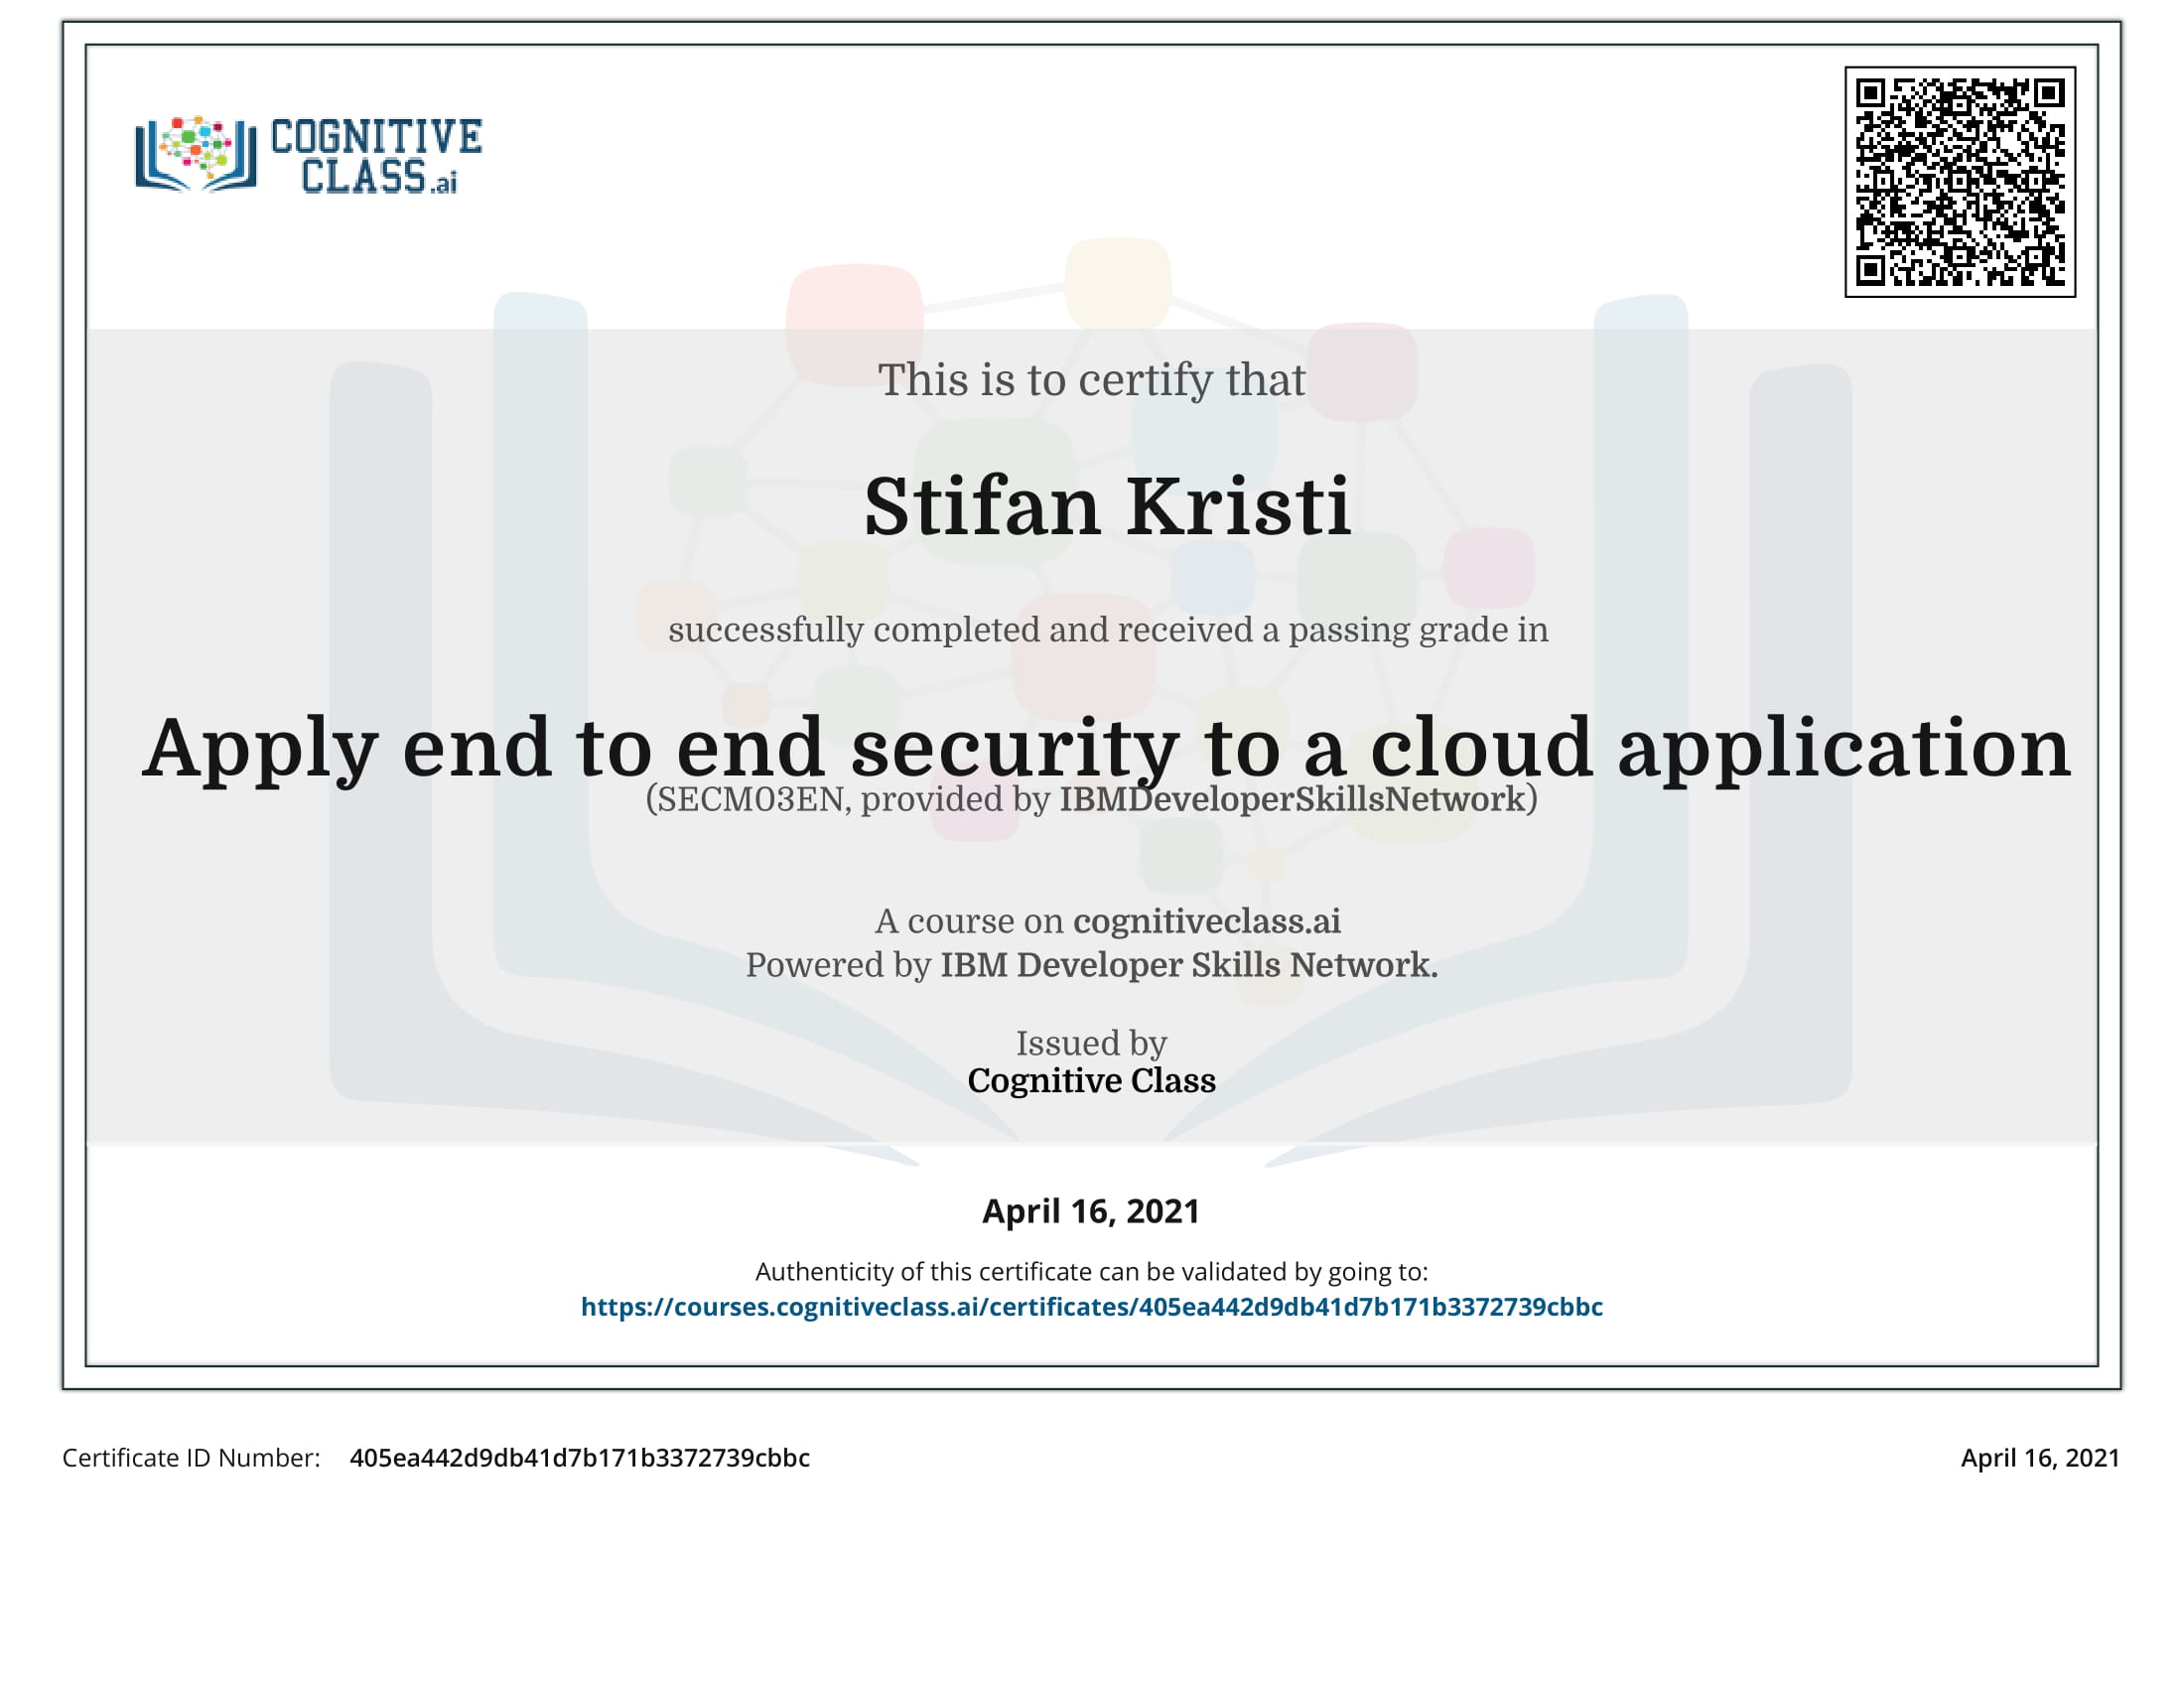 COGNITIVE
CLASS.ai
This is to certify that
Stifan Kristi
successfully completed and received a passing grade in
Apply end to end security to a cloud application
(SECM03EN, provided by IBMDeveloperSkillsNetwork)
A course on cognitiveclass.ai
Powered by IBM Developer Skills Network.
Issued by
Cognitive Class
April 16, 2021
Authenticity of this certificate can be validated by going to:
https://courses.cognitiveclass.ai/certificates/405ea442d9db41d7b171b3372739cbbc
Certificate ID Number: 405ea442d9db41d7b171b3372739cbbc
April 16, 2021